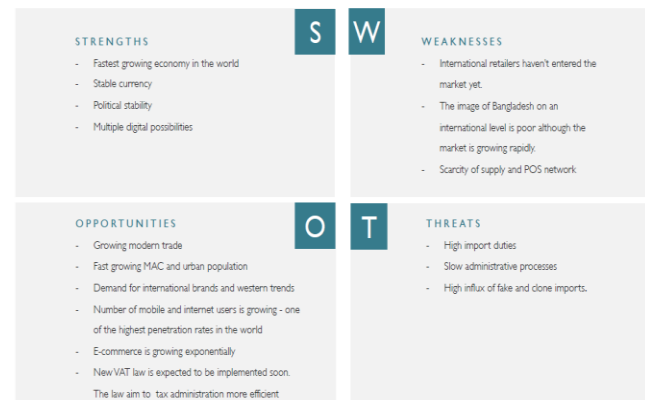 S
W
STRENGTHS
- Fastest growing economy in the world
- Stable currency
- Political stability
- Multiple digital possibilities
WEAKNESSES
- International retailers haven't entered the
market yet.
- The image of Bangladesh on an
international level is poor although the
market is growing rapidly.
- Scarcity of supply and POS network
O
T
OPPORTUNITIES
- Growing modern trade
- Fast growing MAC and urban population
- Demand for international brands and western trends
- Number of mobile and internet users is growing - one
of the highest penetration rates in the world
- E-commerce is growing exponentially
- New VAT law is expected to be implemented soon.
The law aim to tax administration more efficient
THREATS
- High import duties
- Slow administrative processes
- High influx of fake and clone imports.